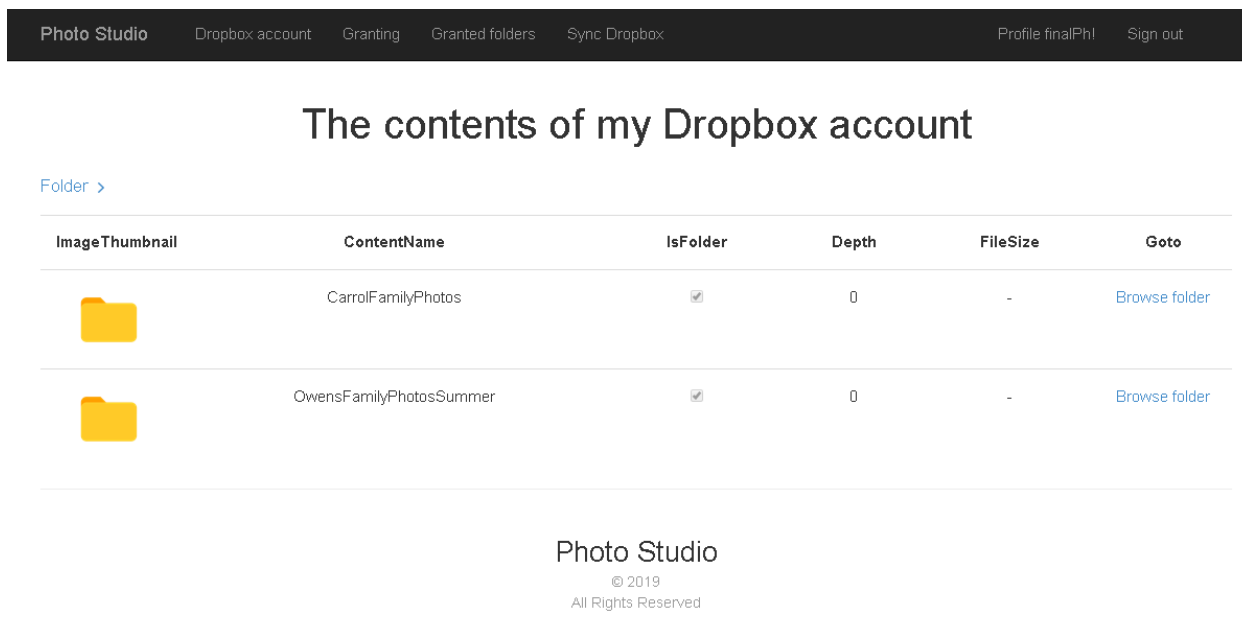 Photo Studio Dropbox account Granting Granted folders Sync Dropbox Profile finalPh! Sign out
The contents of my Dropbox account
Folder >
ImageThumbnail ContentName IsFolder Depth FileSize Goto
CarrolFamilyPhotos 0 - Browse folder
OwensFamilyPhotosSummer 0 - Browse folder
Photo Studio
© 2019
All Rights Reserved